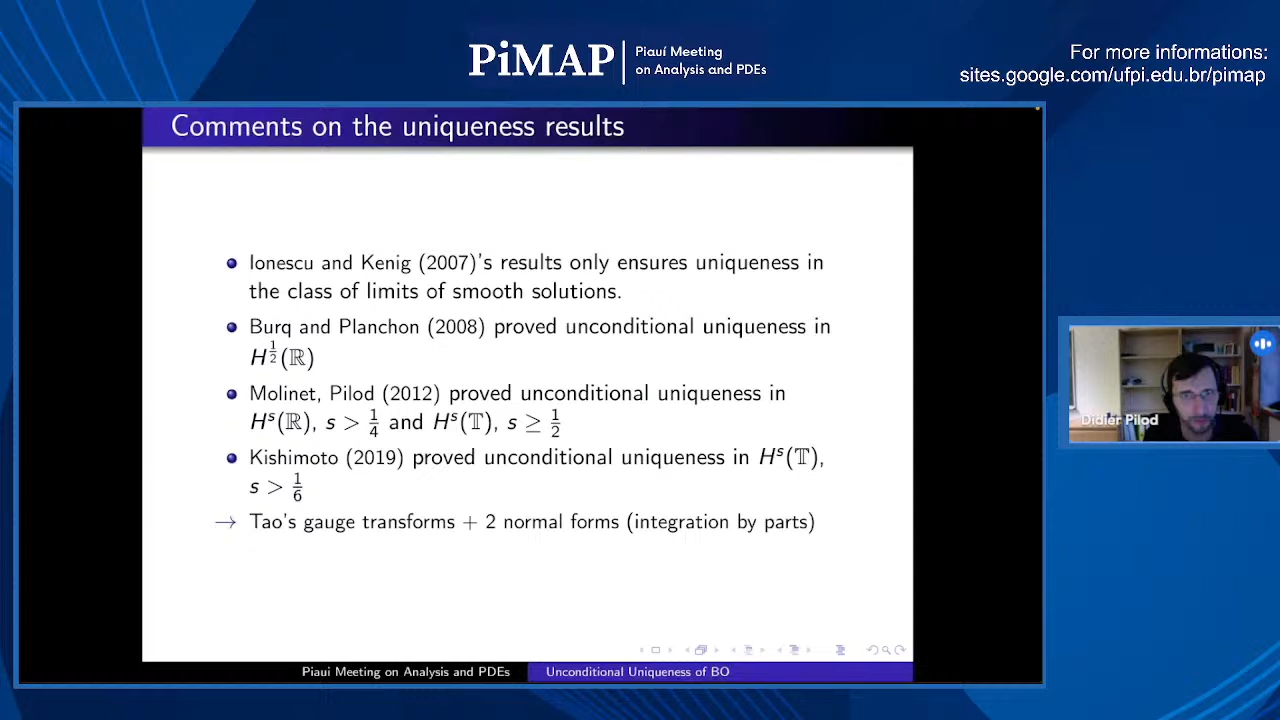 PiMAP
Piauí Meeting
on Analysis and PDEs
For more informations:
sites.google.com/ufpi.edu.br/pimap
Comments on the uniqueness results
Ionescu and Kenig (2007)'s results only ensures uniqueness in
the class of limits of smooth solutions.
Burq and Planchon (2008) proved unconditional uniqueness in
H^{1/2}(ℝ)
Molinet, Pilod (2012) proved unconditional uniqueness in
H^s(ℝ), s > 1/4 and H^s(𝕋), s ≥ 1/2
Kishimoto (2019) proved unconditional uniqueness in H^s(𝕋),
s > 1/6
→ Tao's gauge transforms + 2 normal forms (integration by parts)
Didier Pilod
Piaui Meeting on Analysis and PDEs
Unconditional Uniqueness of BO